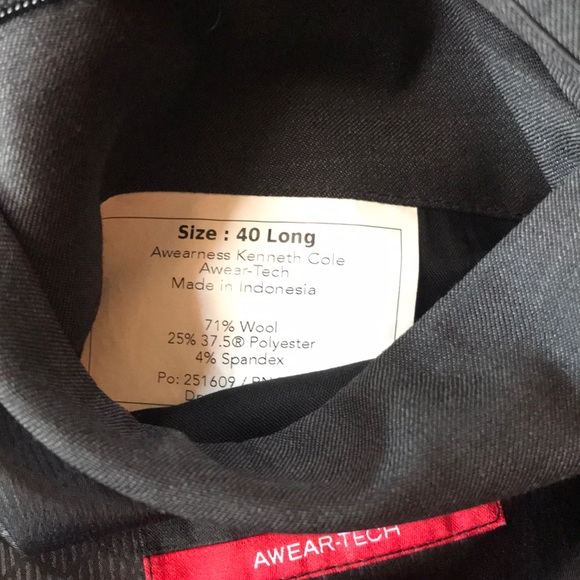 Size : 40 Long
Awearness Kenneth Cole
Awear-Tech
Made in Indonesia
71% Wool
25% 37.5® Polyester
4% Spandex
Po: 251609 /
AWEAR-TECH